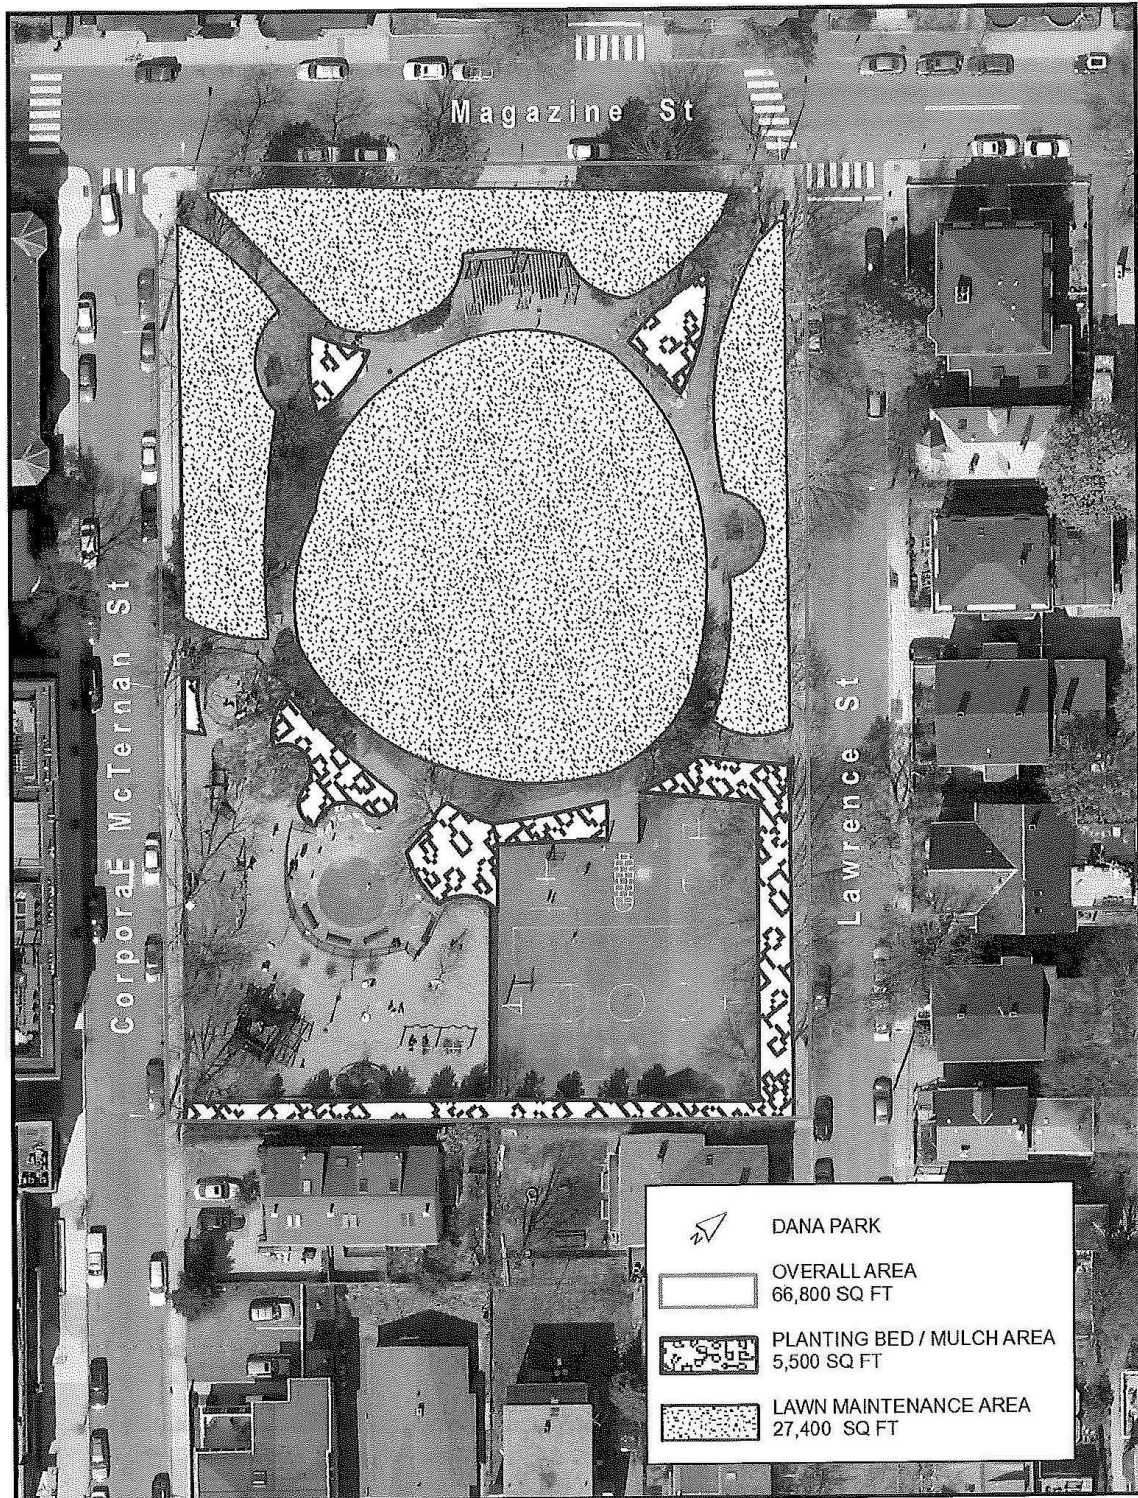 Magazine St
Corporal McTernan St
Lawrence St
N
DANA PARK
OVERALL AREA
66,800 SQ FT
PLANTING BED / MULCH AREA
5,500 SQ FT
LAWN MAINTENANCE AREA
27,400 SQ FT